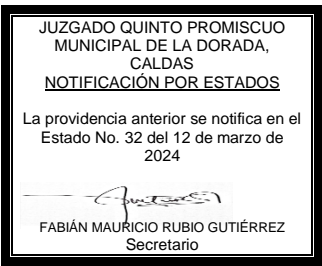 JUZGADO QUINTO PROMISCUO
MUNICIPAL DE LA DORADA,
CALDAS
NOTIFICACIÓN POR ESTADOS
La providencia anterior se notifica en el
Estado No. 32 del 12 de marzo de
2024
FABIÁN MAURICIO RUBIO GUTIÉRREZ
Secretario